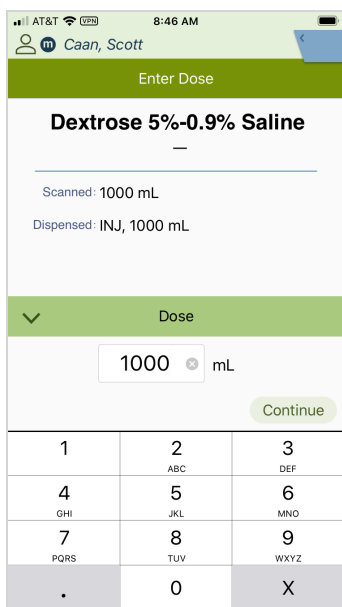 AT&T VPN 8:46 AM
m Caan, Scott
Enter Dose
Dextrose 5%-0.9% Saline
—
Scanned: 1000 mL
Dispensed: INJ, 1000 mL
Dose
1000 mL
Continue
1 2 3
ABC DEF
4 5 6
GHI JKL MNO
7 8 9
PQRS TUV WXYZ
. 0 X